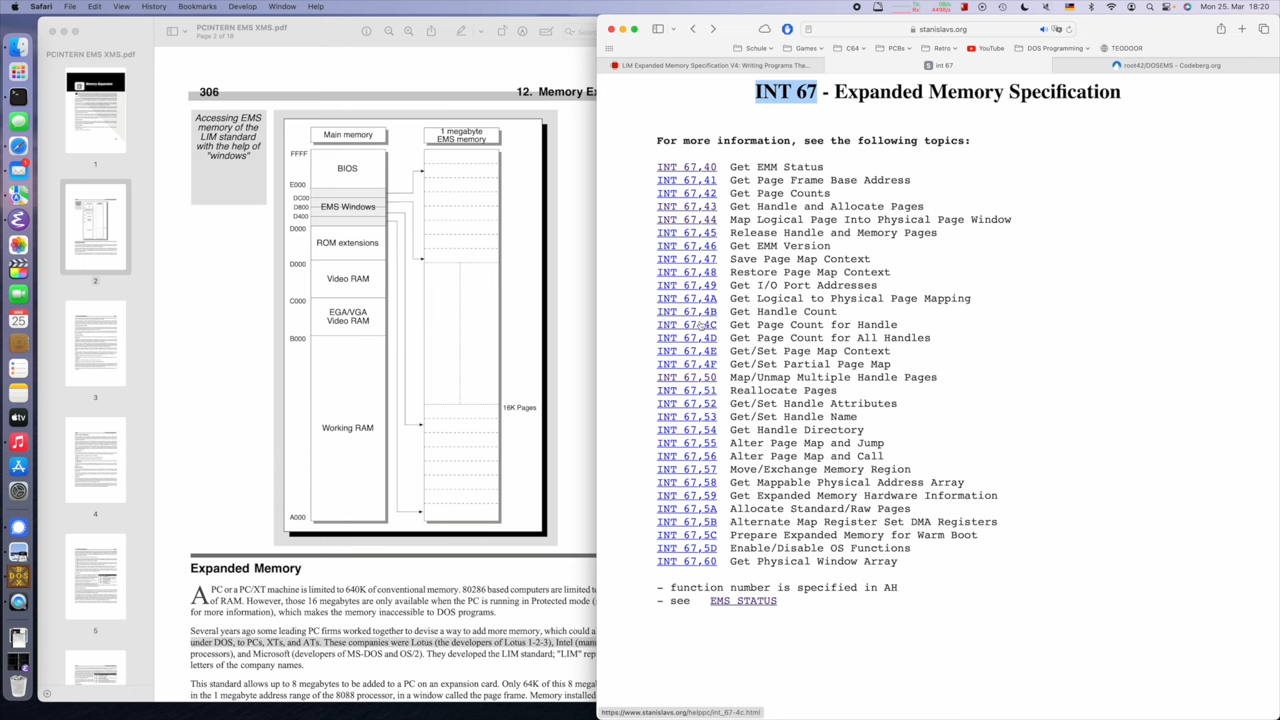 Safari File Edit View History Bookmarks Develop Window Help
Mon 25. Mar 18:20
PCINTERN EMS XMS.pdf
PCINTERN EMS XMS.pdf
Page 2 of 18
1
2
3
4
5
306
12. Memory Ex
Accessing EMS
memory of the
LIM standard
with the help of
"windows"
Main memory
1 megabyte
EMS memory
FFFF
BIOS
E000
DC00
D800
EMS Windows
D400
D000
ROM extensions
D000
Video RAM
C000
EGA/VGA
Video RAM
B000
16K Pages
Working RAM
A000
Expanded Memory
A PC or a PC/XT machine is limited to 640K of conventional memory. 80286 based computers are limited
of RAM. However, those 16 megabytes are only available when the PC is running in Protected mode (
for more information), which makes the memory inaccessible to DOS programs.
Several years ago some leading PC firms worked together to devise a way to add more memory, which could a
under DOS, to PCs, XTs, and ATs. These companies were Lotus (the developers of Lotus 1-2-3), Intel (man
processors), and Microsoft (developers of MS-DOS and OS/2). They developed the LIM standard; "LIM" rep
letters of the company names.
This standard allows up to 8 megabytes to be added to a PC on an expansion card. Only 64K of this 8 mega
in the 1 megabyte address range of the 8088 processor, in a window called the page frame. Memory installed
stanislavs.org
Schule Games C64 PCBs Retro YouTube DOS Programming TEODOOR
LIM Expanded Memory Specification V4: Writing Programs Tha...
int 67
root42/DOSEMS - Codeberg.org
INT 67 - Expanded Memory Specification
For more information, see the following topics:
INT 67,40 Get EMM Status
INT 67,41 Get Page Frame Base Address
INT 67,42 Get Page Counts
INT 67,43 Get Handle and Allocate Pages
INT 67,44 Map Logical Page Into Physical Page Window
INT 67,45 Release Handle and Memory Pages
INT 67,46 Get EMM Version
INT 67,47 Save Page Map Context
INT 67,48 Restore Page Map Context
INT 67,49 Get I/O Port Addresses
INT 67,4A Get Logical to Physical Page Mapping
INT 67,4B Get Handle Count
INT 67,4C Get Page Count for Handle
INT 67,4D Get Page Count for All Handles
INT 67,4E Get/Set Page Map Context
INT 67,4F Get/Set Partial Page Map
INT 67,50 Map/Unmap Multiple Handle Pages
INT 67,51 Reallocate Pages
INT 67,52 Get/Set Handle Attributes
INT 67,53 Get/Set Handle Name
INT 67,54 Get Handle Directory
INT 67,55 Alter Page Map and Jump
INT 67,56 Alter Page Map and Call
INT 67,57 Move/Exchange Memory Region
INT 67,58 Get Mappable Physical Address Array
INT 67,59 Get Expanded Memory Hardware Information
INT 67,5A Allocate Standard/Raw Pages
INT 67,5B Alternate Map Register Set DMA Registers
INT 67,5C Prepare Expanded Memory for Warm Boot
INT 67,5D Enable/Disable OS Functions
INT 67,60 Get Physical Window Array
- function number is specified in AH
- see EMS STATUS
https://www.stanislavs.org/helppc/int_67-4c.html